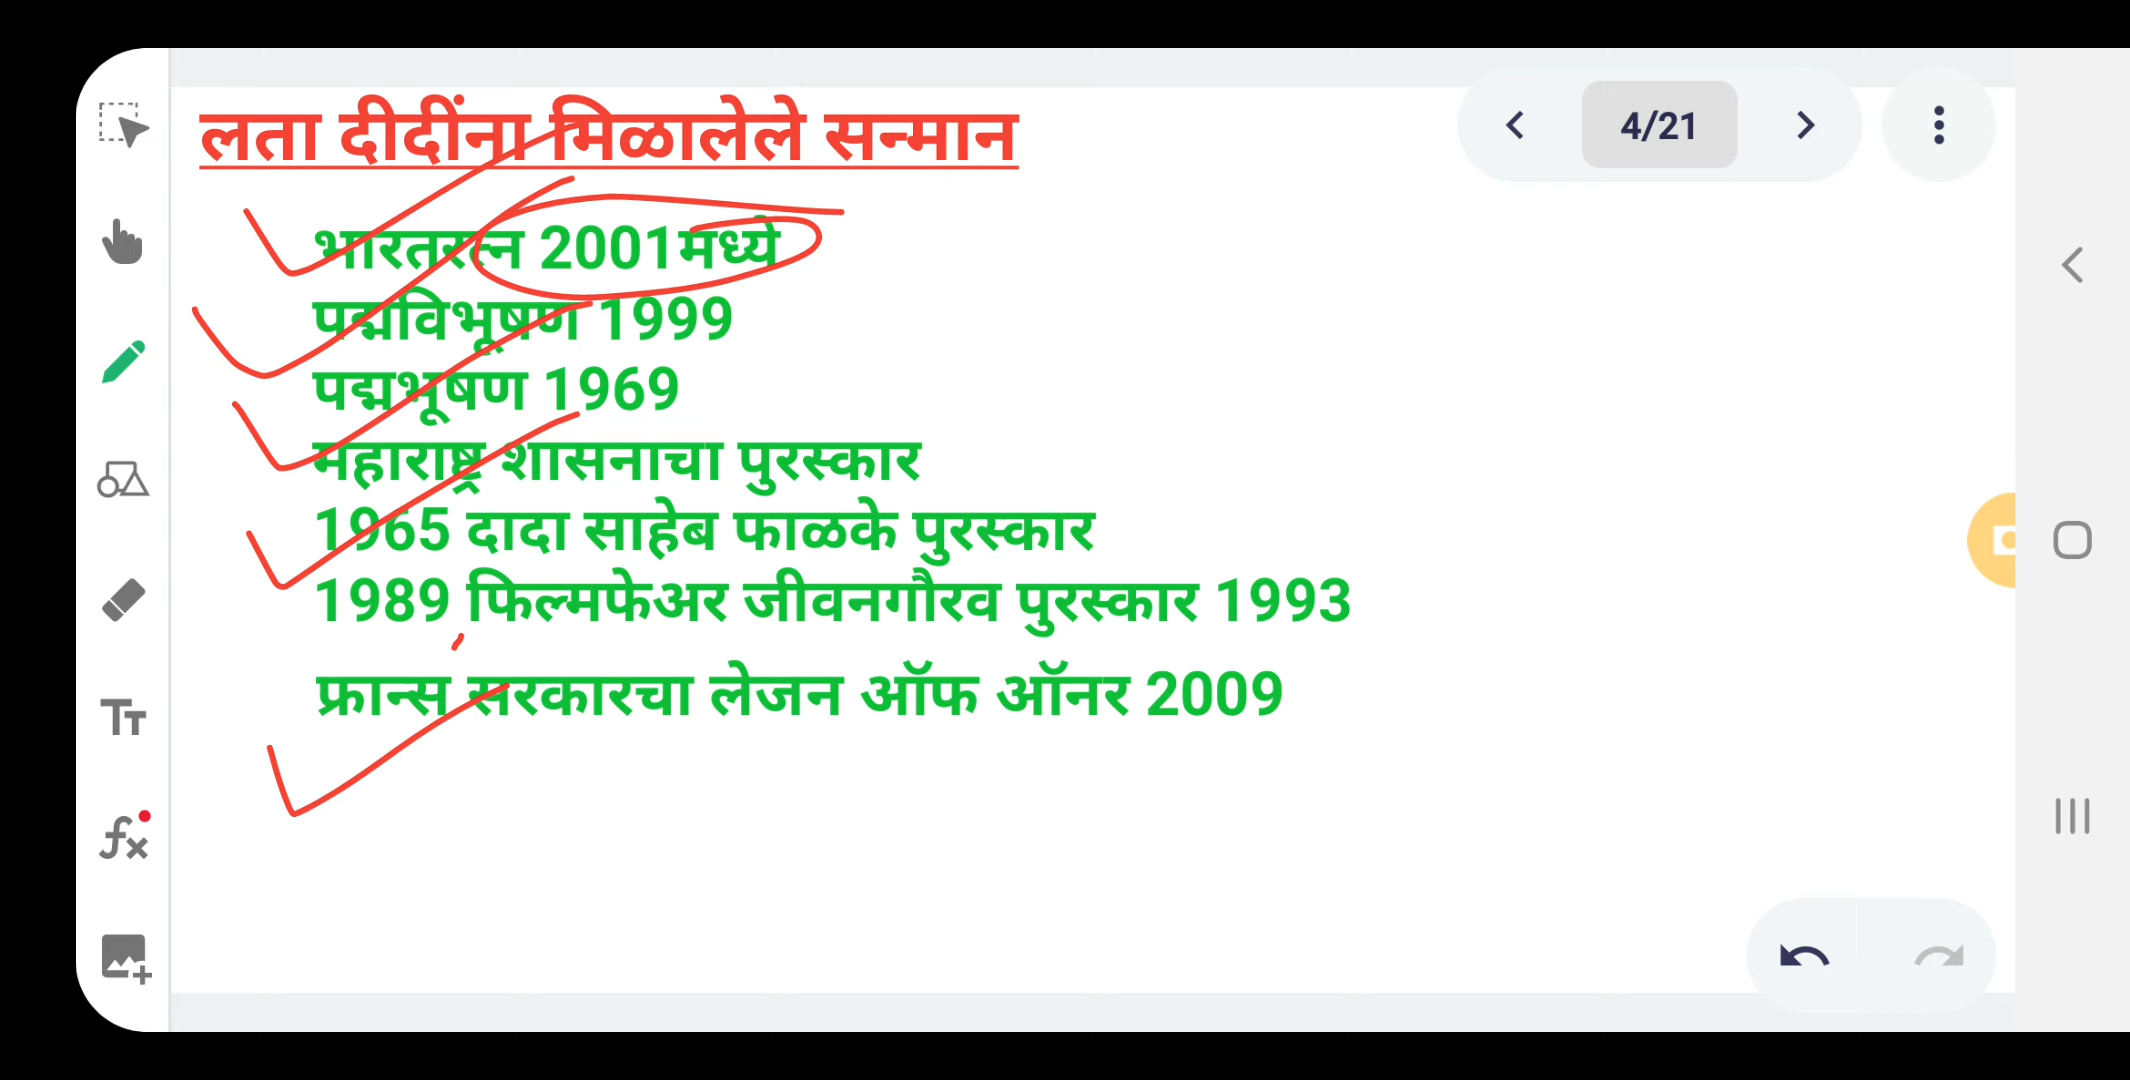 लता दीदींना मिळालेले सन्मान
4/21
भारतरत्न 2001मध्ये
पद्मविभूषण 1999
पद्मभूषण 1969
महाराष्ट्र शासनाचा पुरस्कार
1965 दादा साहेब फाळके पुरस्कार
1989 फिल्मफेअर जीवनगौरव पुरस्कार 1993
फ्रान्स सरकारचा लेजन ऑफ ऑनर 2009